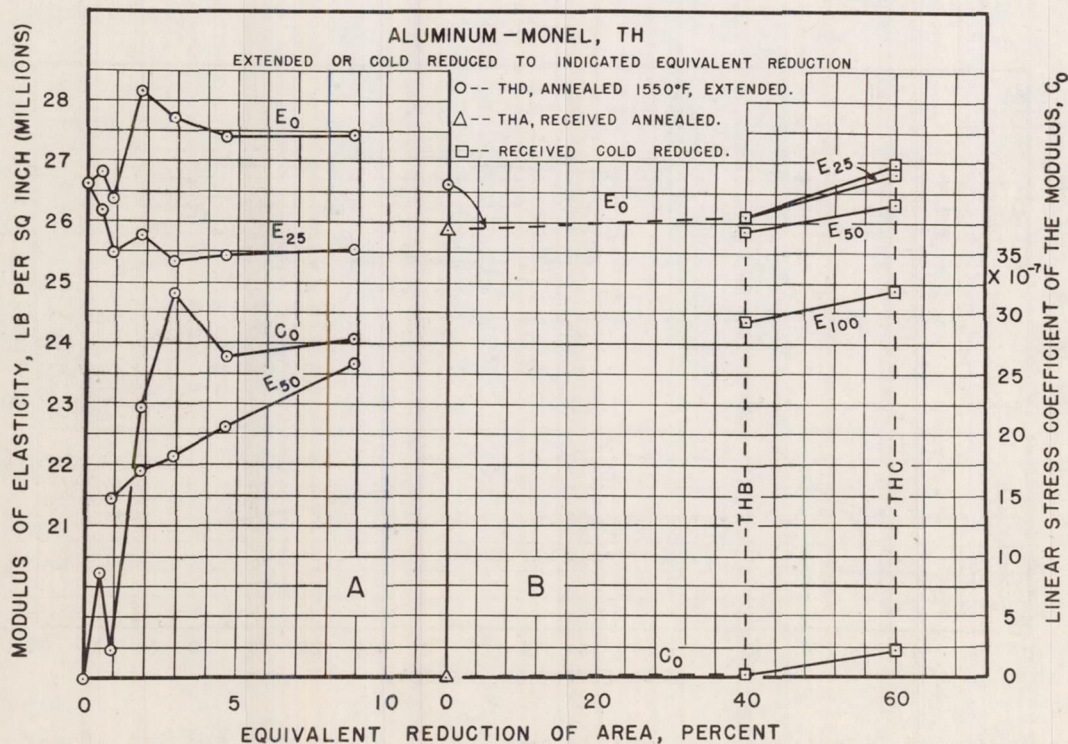 ALUMINUM-MONEL, TH
EXTENDED OR COLD REDUCED TO INDICATED EQUIVALENT REDUCTION
O-- THD, ANNEALED 1550°F, EXTENDED.
△-- THA, RECEIVED ANNEALED.
□-- RECEIVED COLD REDUCED.
MODULUS OF ELASTICITY, LB PER SQ INCH (MILLIONS)
28
27
26
25
24
23
22
21
E0
E25
C0
E50
A
E0
E25
E50
E100
THB
THC
B
C0
35
X 10-7
30
25
20
15
10
5
0
LINEAR STRESS COEFFICIENT OF THE MODULUS, C0
0 5 10 0 20 40 60
EQUIVALENT REDUCTION OF AREA, PERCENT